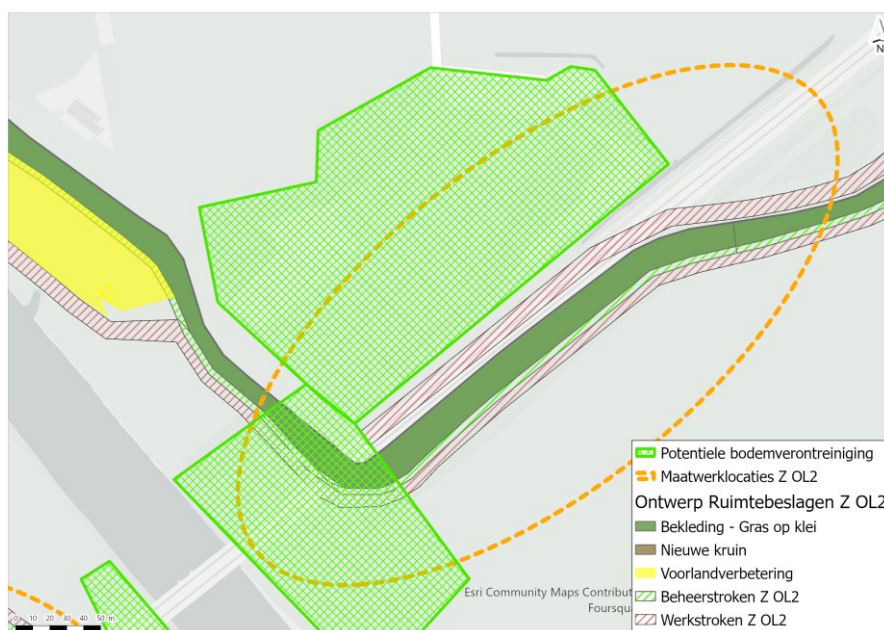 N
Potentiele bodemverontreiniging
Maatwerklocaties Z OL2
Ontwerp Ruimtebeslagen Z OL2
Bekleding - Gras op klei
Nieuwe kruin
Voorlandverbetering
Beheerstroken Z OL2
Werkstroken Z OL2
Esri Community Maps Contribut
Foursqua
0 10 20 30 40 50 m